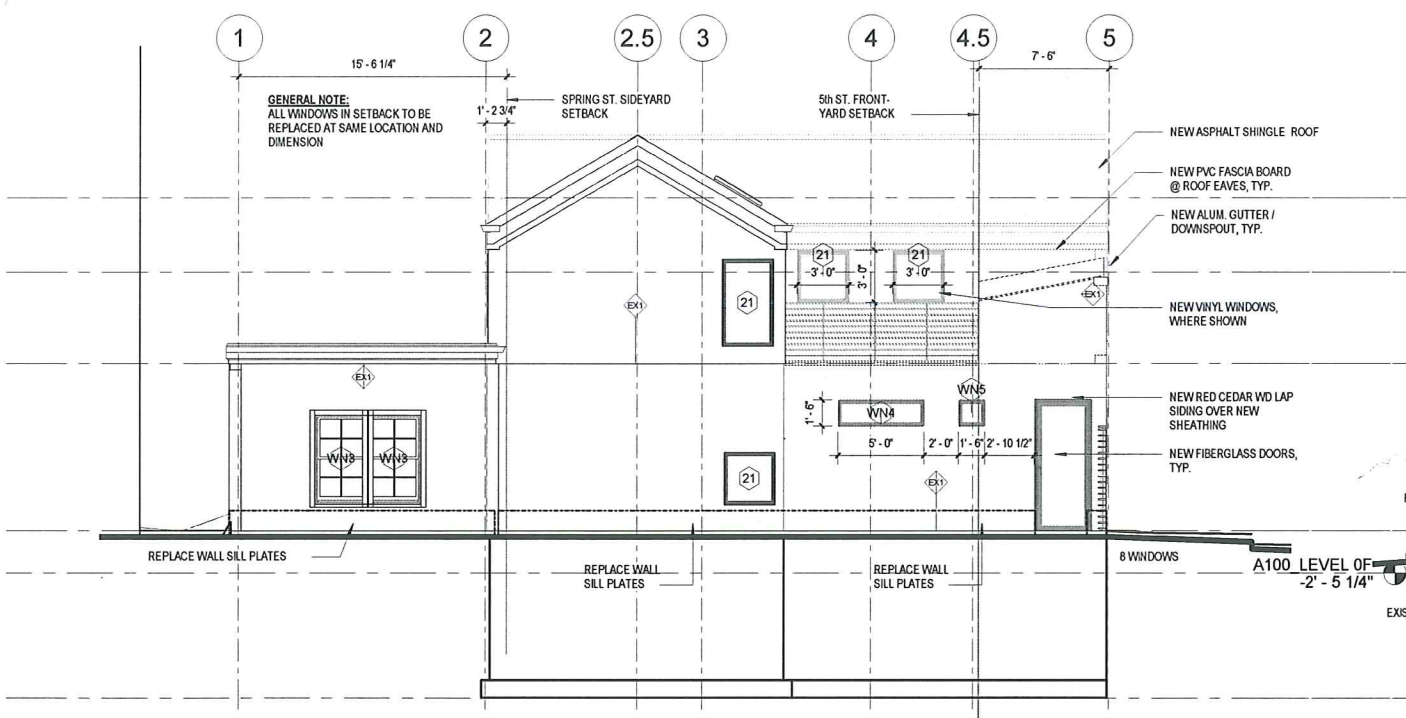 1
2
2.5
3
4
4.5
5
15' - 6 1/4"
7' - 6"
GENERAL NOTE:
ALL WINDOWS IN SETBACK TO BE
REPLACED AT SAME LOCATION AND
DIMENSION
1' - 2 3/4"
SPRING ST. SIDEYARD
SETBACK
5th ST. FRONT-
YARD SETBACK
NEW ASPHALT SHINGLE ROOF
NEW PVC FASCIA BOARD
@ ROOF EAVES, TYP.
NEW ALUM. GUTTER /
DOWNSPOUT, TYP.
21
3' - 0"
3' - 0"
21
3' - 0"
EX1
21
EX1
NEW VINYL WINDOWS,
WHERE SHOWN
EX1
WN3
WN3
1' - 6"
WN4
WN5
5' - 0"
2' - 0"
1' - 6"
2' - 10 1/2"
21
EX1
NEW RED CEDAR WD LAP
SIDING OVER NEW
SHEATHING
NEW FIBERGLASS DOORS,
TYP.
REPLACE WALL SILL PLATES
REPLACE WALL
SILL PLATES
REPLACE WALL
SILL PLATES
8 WINDOWS
A100_LEVEL 0F
-2' - 5 1/4"
EXIS